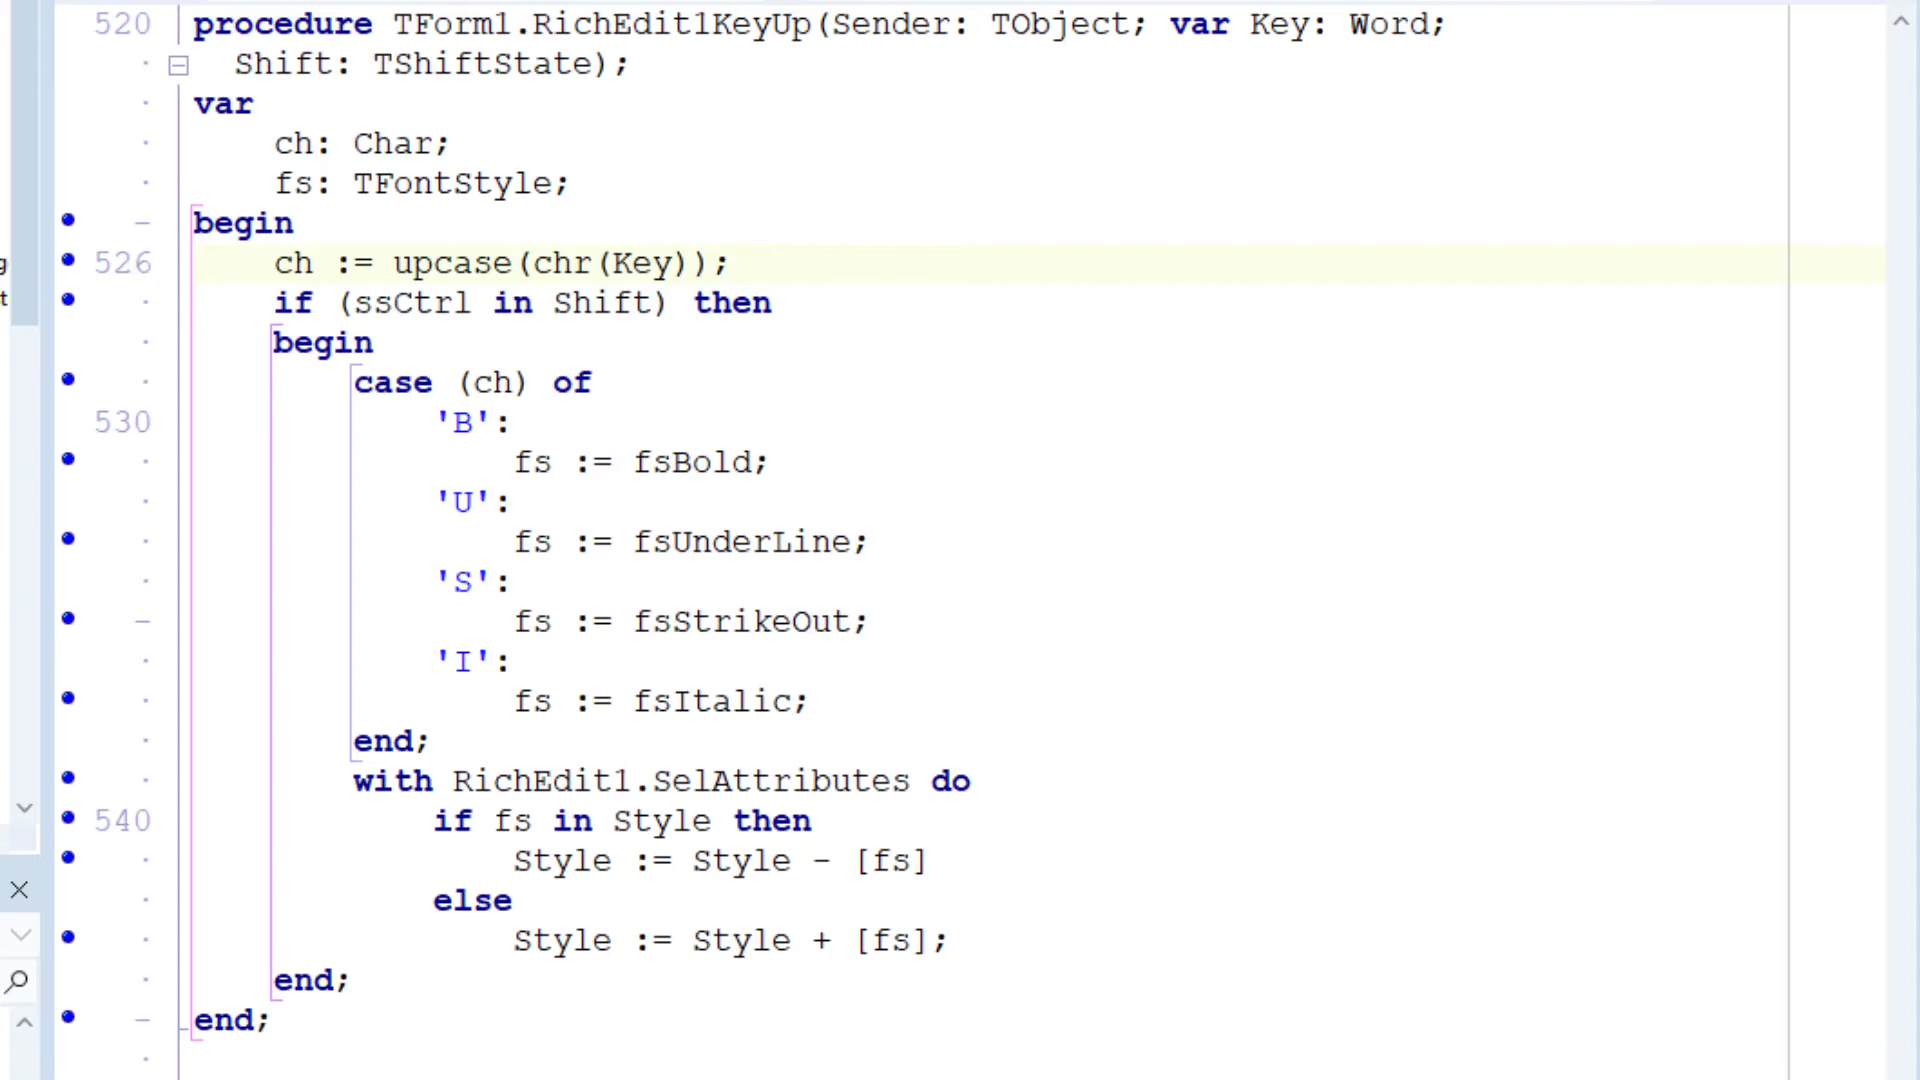 520 procedure TForm1.RichEdit1KeyUp(Sender: TObject; var Key: Word;
Shift: TShiftState);
var
ch: Char;
fs: TFontStyle;
begin
526 ch := upcase(chr(Key));
if (ssCtrl in Shift) then
begin
case (ch) of
530 'B':
fs := fsBold;
'U':
fs := fsUnderLine;
'S':
fs := fsStrikeOut;
'I':
fs := fsItalic;
end;
with RichEdit1.SelAttributes do
540 if fs in Style then
Style := Style - [fs]
else
Style := Style + [fs];
end;
end;